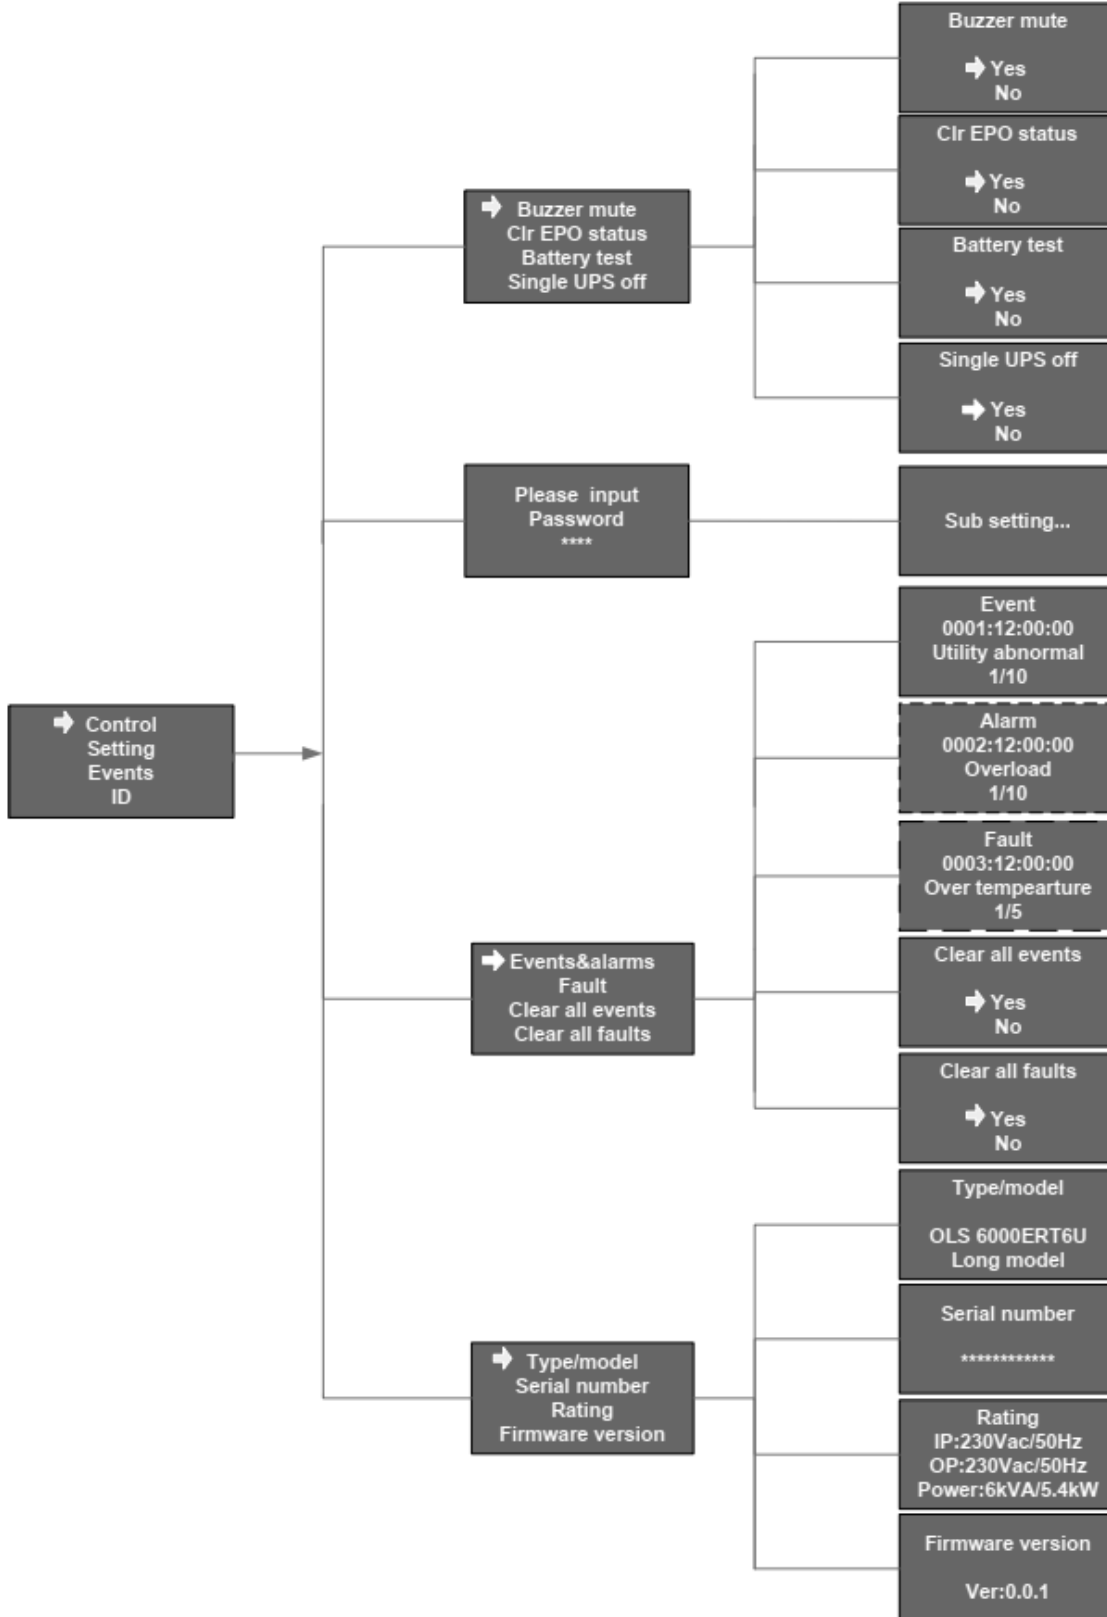 Control
Setting
Events
ID
Buzzer mute
Clr EPO status
Battery test
Single UPS off
Please input
Password
****
Events&alarms
Fault
Clear all events
Clear all faults
Type/model
Serial number
Rating
Firmware version
Buzzer mute
Yes
No
Clr EPO status
Yes
No
Battery test
Yes
No
Single UPS off
Yes
No
Sub setting...
Event
0001:12:00:00
Utility abnormal
1/10
Alarm
0002:12:00:00
Overload
1/10
Fault
0003:12:00:00
Over tempearture
1/5
Clear all events
Yes
No
Clear all faults
Yes
No
Type/model
OLS 6000ERT6U
Long model
Serial number
************
Rating
IP:230Vac/50Hz
OP:230Vac/50Hz
Power:6kVA/5.4kW
Firmware version
Ver:0.0.1